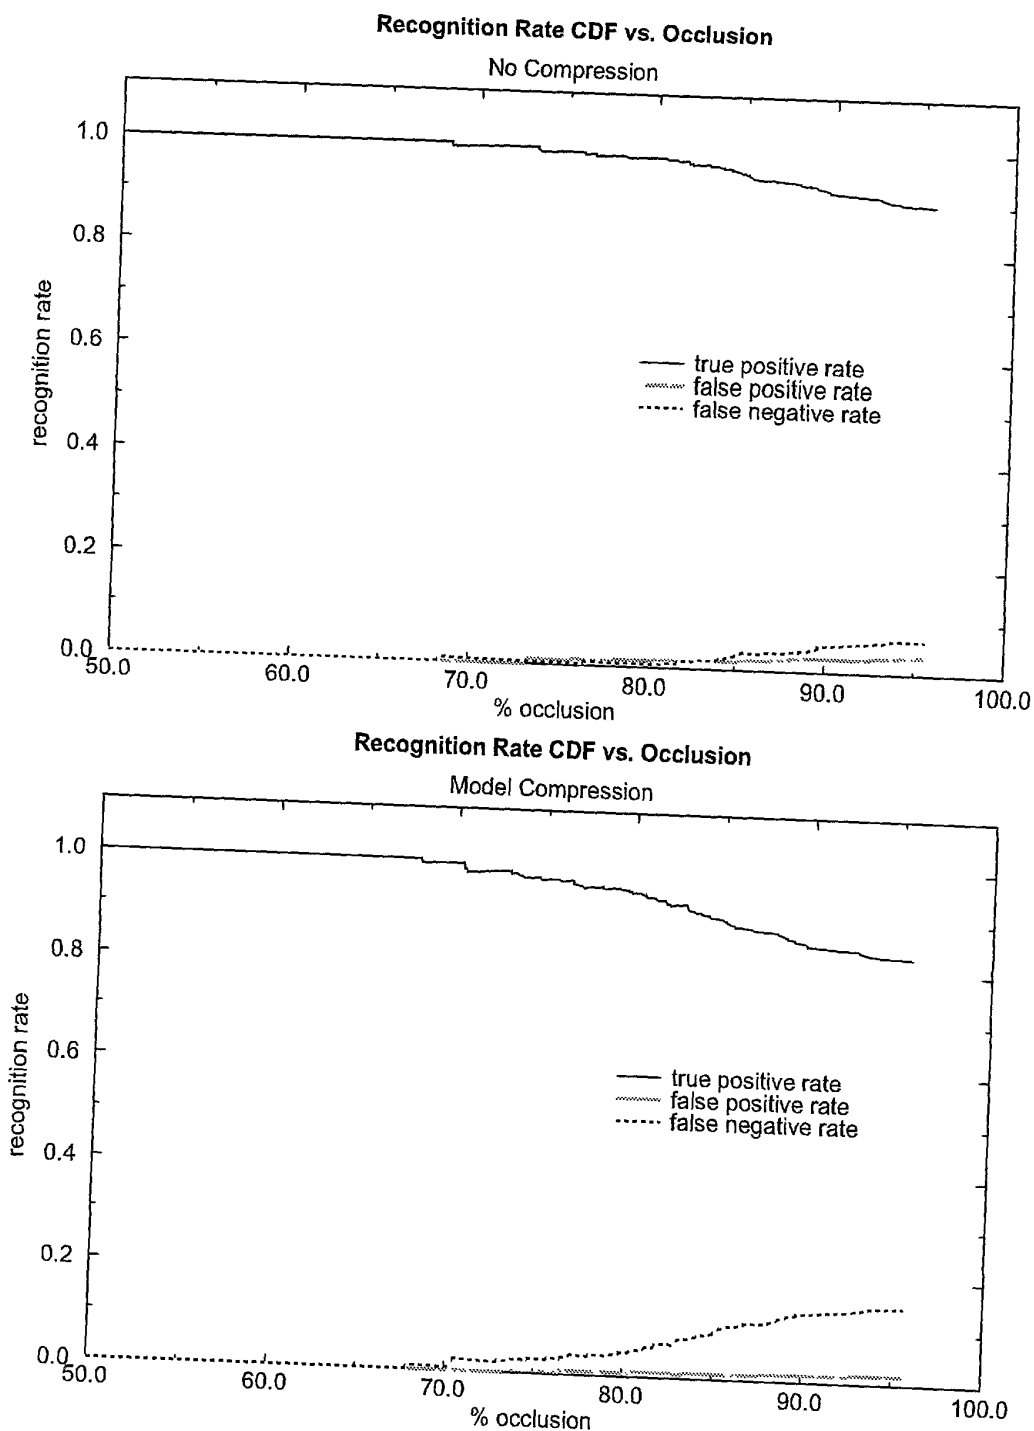 Recognition Rate CDF vs. Occlusion
No Compression
1.0
0.8
0.6
0.4
0.2
0.0
recognition rate
true positive rate
false positive rate
false negative rate
50.0 60.0 70.0 80.0 90.0 100.0
% occlusion
Recognition Rate CDF vs. Occlusion
Model Compression
1.0
0.8
0.6
0.4
0.2
0.0
recognition rate
true positive rate
false positive rate
false negative rate
50.0 60.0 70.0 80.0 90.0 100.0
% occlusion